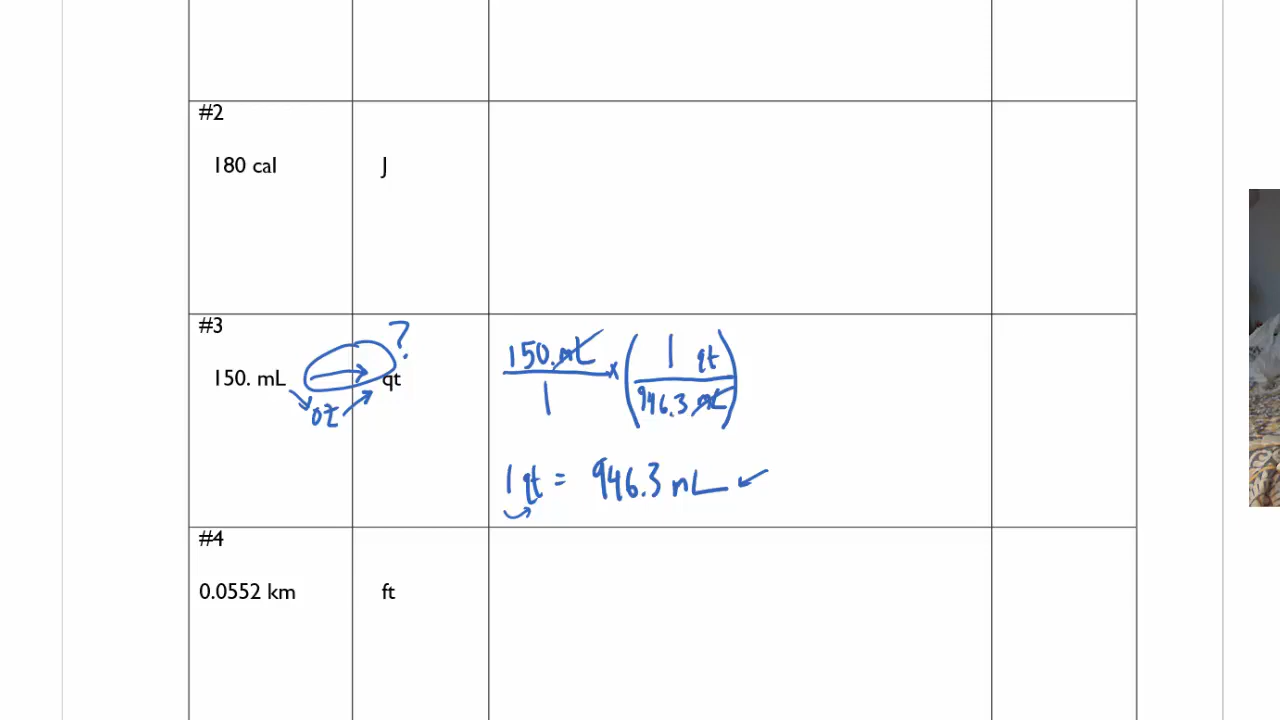 #2
180 cal J
#3
?
150. mL qt
oz
150. mL / 1 x ( 1 qt / 946.3 mL )
1 qt = 946.3 mL ✓
#4
0.0552 km ft